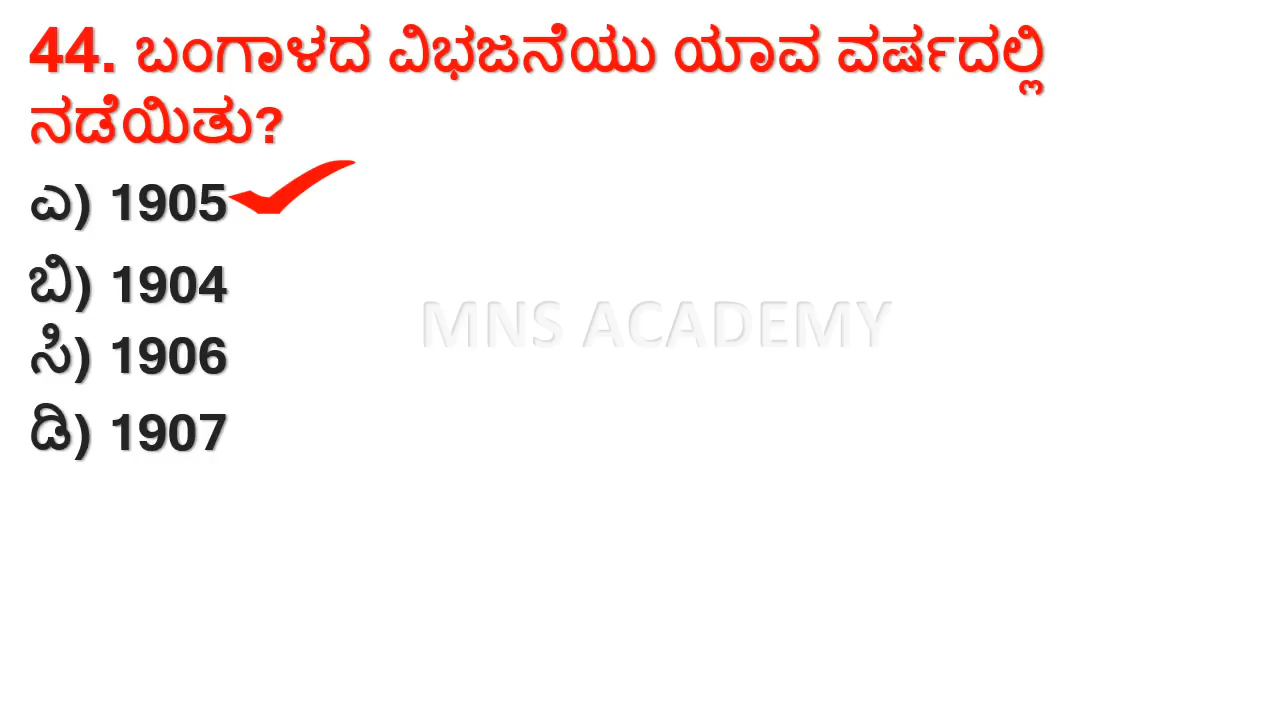 44. ಬಂಗಾಳದ ವಿಭಜನೆಯು ಯಾವ ವರ್ಷದಲ್ಲಿ
ನಡೆಯಿತು?
ಎ) 1905
ಬಿ) 1904
MNS ACADEMY
ಸಿ) 1906
ಡಿ) 1907